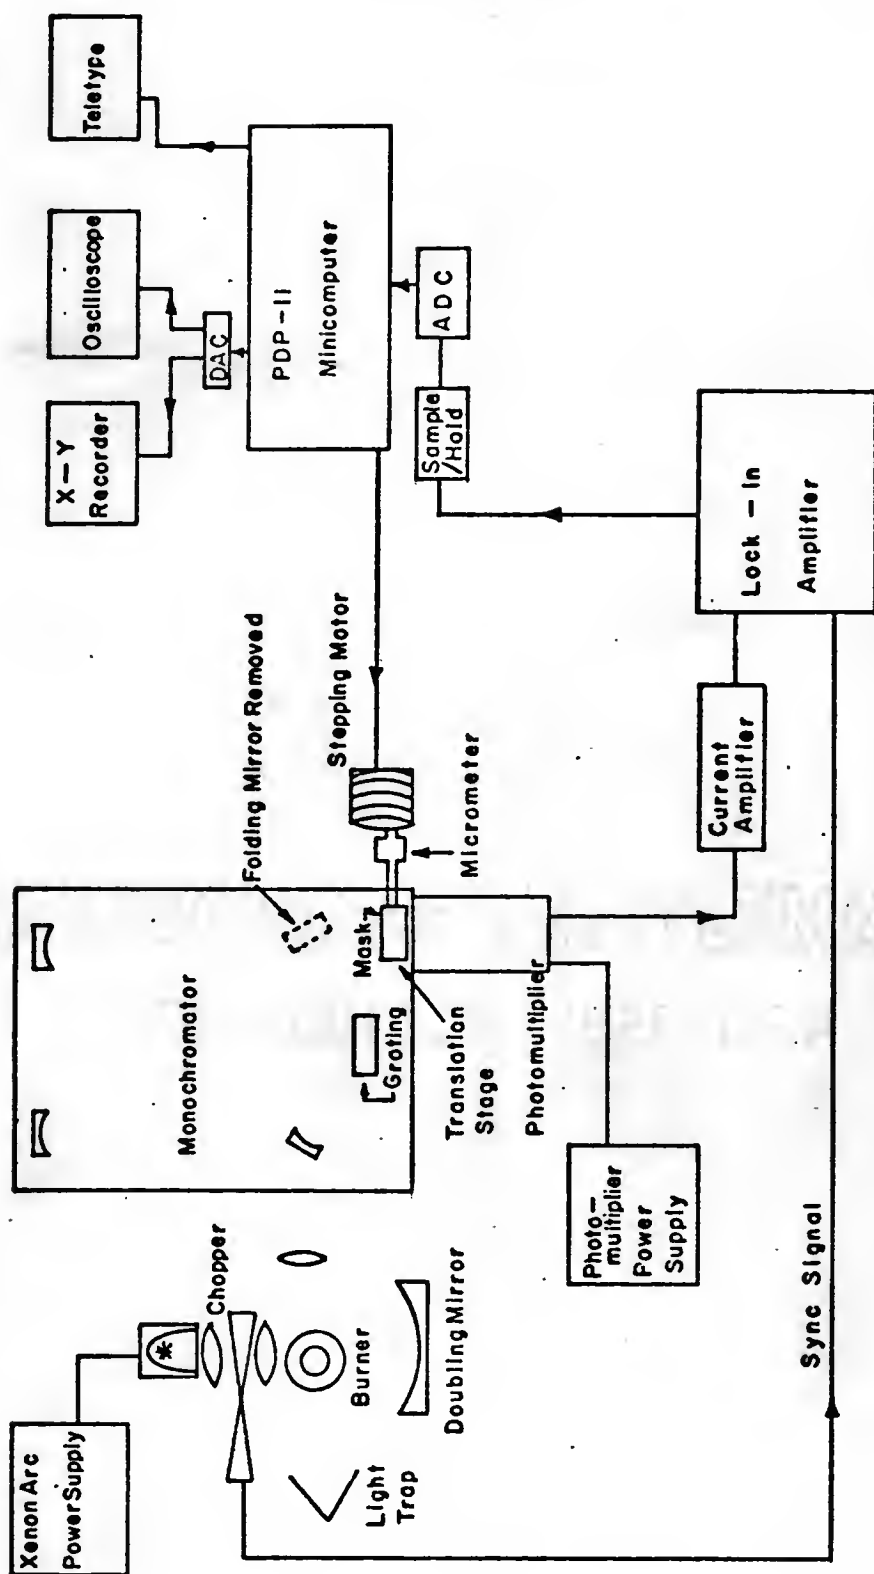 Xenon Arc
Power Supply
Chopper
Light
Trap
Burner
Doubling Mirror
Monochromator
Grating
Mask
Folding Mirror Removed
Translation
Stage
Photomultiplier
Photo—
multiplier
Power
Supply
Stepping Motor
Micrometer
X—Y
Recorder
Oscilloscope
Teletype
DAC
PDP-11
Minicomputer
Sample
/Hold
ADC
Current
Amplifier
Lock—In
Amplifier
Sync Signal